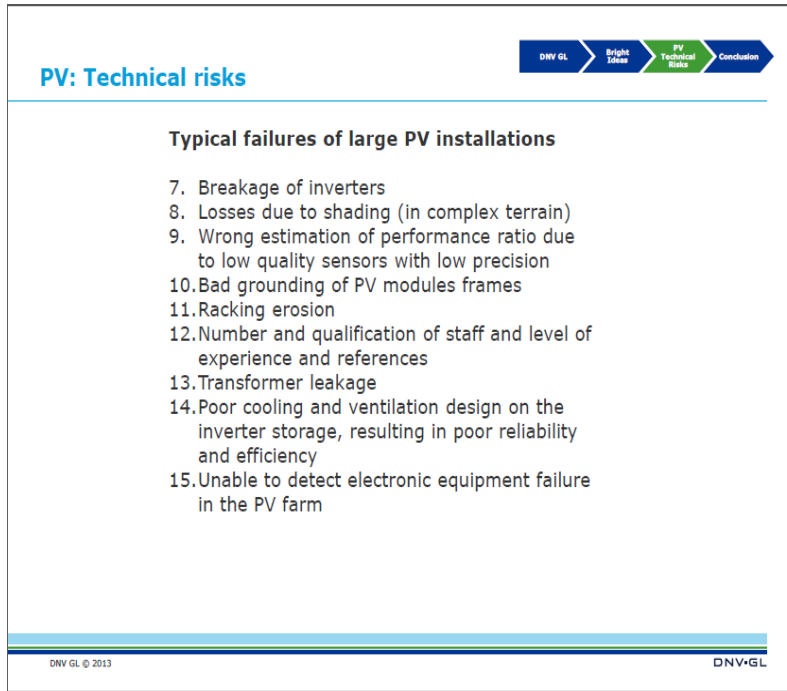 DNV GL
Bright
Ideas
PV
Technical
Risks
Conclusion
PV: Technical risks
Typical failures of large PV installations
7. Breakage of inverters
8. Losses due to shading (in complex terrain)
9. Wrong estimation of performance ratio due
to low quality sensors with low precision
10.Bad grounding of PV modules frames
11.Racking erosion
12.Number and qualification of staff and level of
experience and references
13.Transformer leakage
14.Poor cooling and ventilation design on the
inverter storage, resulting in poor reliability
and efficiency
15.Unable to detect electronic equipment failure
in the PV farm
DNV GL © 2013
DNV·GL